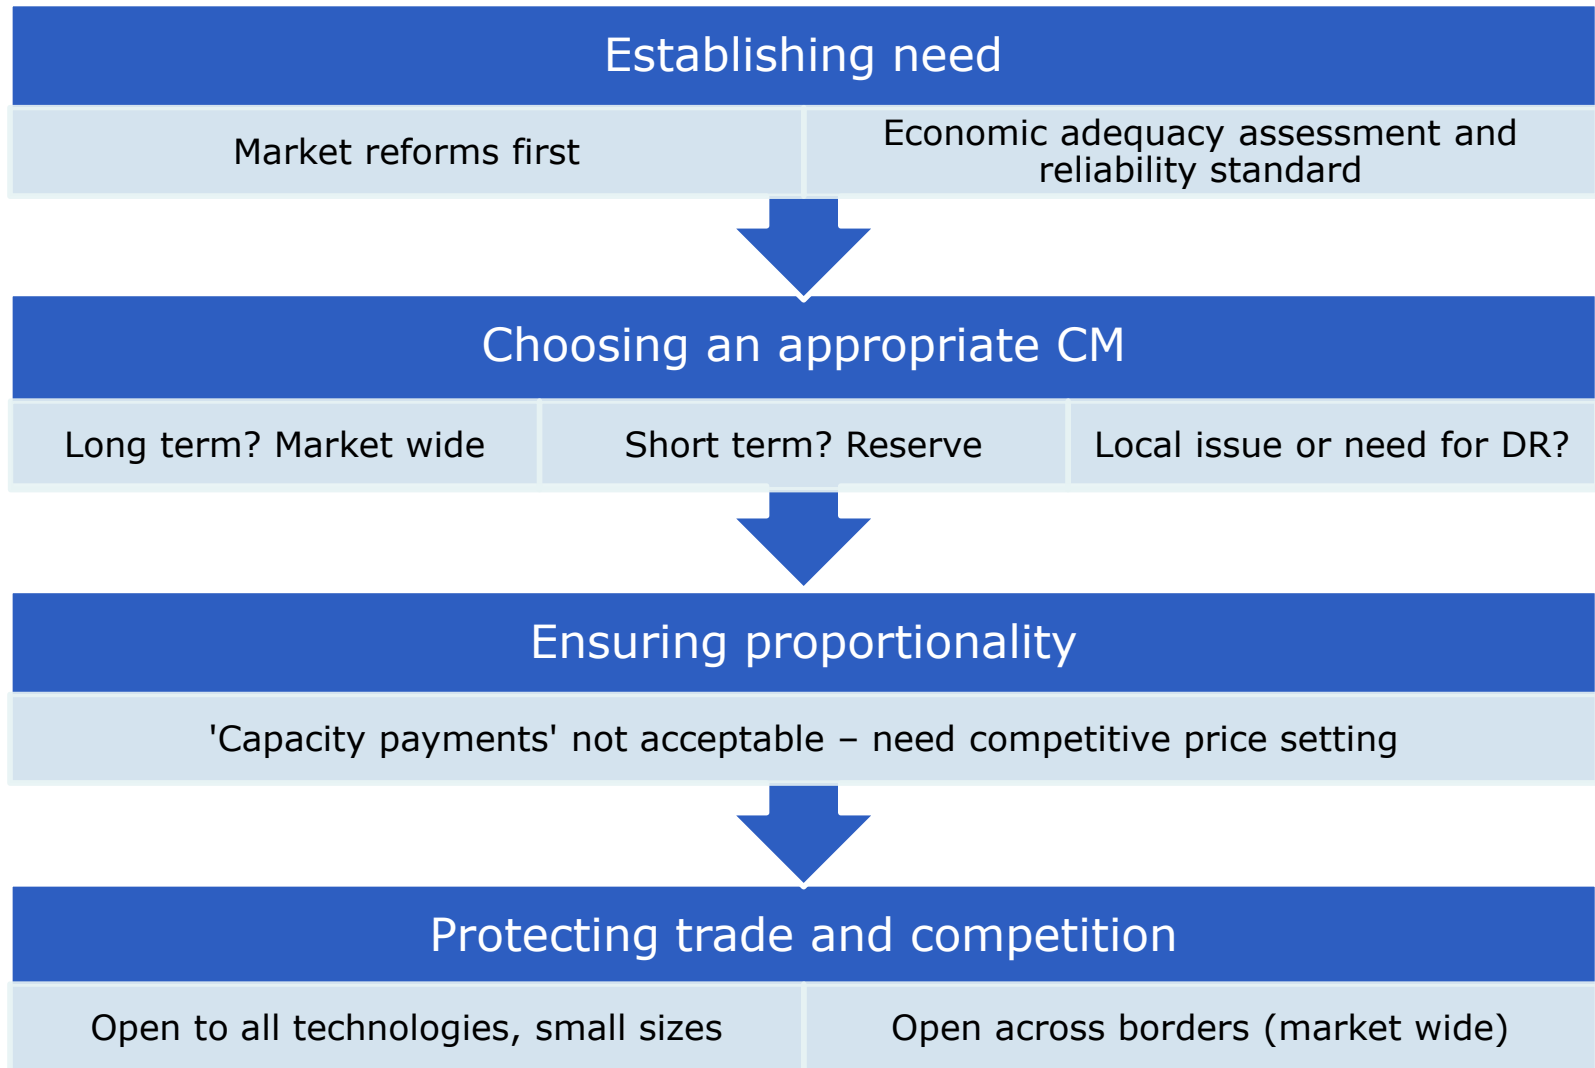 Establishing need
Market reforms first
Economic adequacy assessment and
reliability standard
Choosing an appropriate CM
Long term? Market wide
Short term? Reserve
Local issue or need for DR?
Ensuring proportionality
'Capacity payments' not acceptable – need competitive price setting
Protecting trade and competition
Open to all technologies, small sizes
Open across borders (market wide)